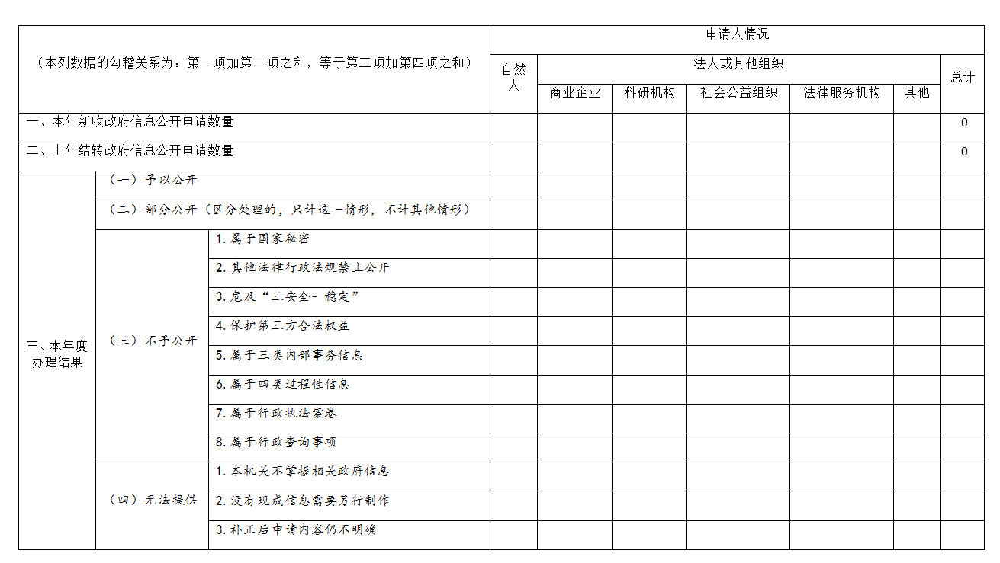 申请人情况
（本列数据的勾稽关系为：第一项加第二项之和，等于第三项加第四项之和）
自然
人
法人或其他组织
总计
商业企业
科研机构
社会公益组织
法律服务机构
其他
一、本年新收政府信息公开申请数量
0
二、上年结转政府信息公开申请数量
0
三、本年度
办理结果
（一）予以公开
（二）部分公开（区分处理的，只计这一情形，不计其他情形）
（三）不予公开
1.属于国家秘密
2.其他法律行政法规禁止公开
3.危及“三安全一稳定”
4.保护第三方合法权益
5.属于三类内部事务信息
6.属于四类过程性信息
7.属于行政执法案卷
8.属于行政查询事项
（四）无法提供
1.本机关不掌握相关政府信息
2.没有现成信息需要另行制作
3.补正后申请内容仍不明确